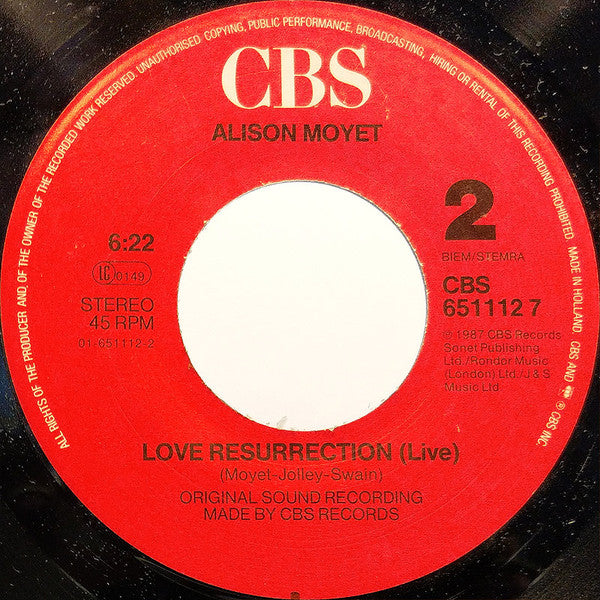 ALL RIGHTS OF THE PRODUCER AND OF THE OWNER OF THE RECORDED WORK RESERVED. UNAUTHORISED COPYING, PUBLIC PERFORMANCE, BROADCASTING, HIRING OR RENTAL OF THIS RECORDING PROHIBITED. MADE IN HOLLAND. CBS AND ® CBS INC.
CBS
ALISON MOYET
2
6:22
BIEM/STEMRA
LC 0149
CBS
651112 7
STEREO
45 RPM
01-651112-2
℗ 1987 CBS Records
Sonet Publishing
Ltd./Rondor Music
(London) Ltd./J & S
Music Ltd.
LOVE RESURRECTION (Live)
(Moyet-Jolley-Swain)
ORIGINAL SOUND RECORDING
MADE BY CBS RECORDS